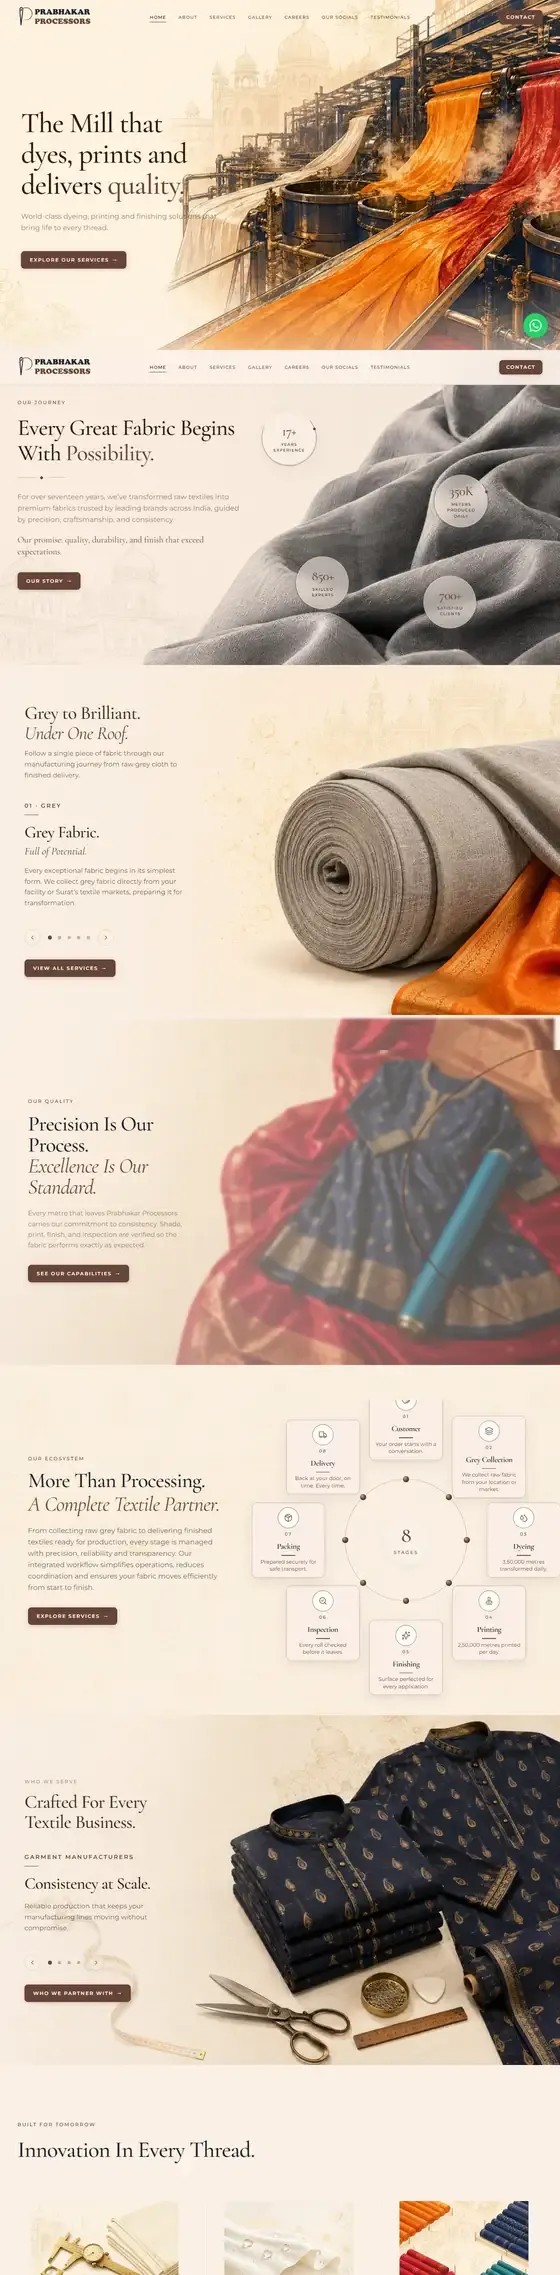 PRABHAKAR
PROCESSORS
HOME ABOUT SERVICES GALLERY CAREERS OUR SOCIALS TESTIMONIALS
CONTACT
The Mill that
dyes, prints and
delivers quality.
World-class dyeing, printing and finishing solutions that
bring life to every thread.
EXPLORE OUR SERVICES →
PRABHAKAR
PROCESSORS
HOME ABOUT SERVICES GALLERY CAREERS OUR SOCIALS TESTIMONIALS
CONTACT
OUR JOURNEY
Every Great Fabric Begins
With Possibility.
For over seventeen years, we've transformed raw textiles into
premium fabrics trusted by leading brands across India, guided
by precision, craftsmanship, and consistency
Our promise: quality, durability, and finish that exceed
expectations.
OUR STORY →
17+
YEARS
EXPERIENCE
350K
METERS
PRODUCED
DAILY
850+
SKILLED
EXPERTS
700+
SATISFIED
CLIENTS
Grey to Brilliant.
Under One Roof.
Follow a single piece of fabric through our
manufacturing journey from raw grey cloth to
finished delivery.
01 - GREY
Grey Fabric.
Full of Potential.
Every exceptional fabric begins in its simplest
form. We collect grey fabric directly from your
facility or Surat's textile markets, preparing it for
transformation.
VIEW ALL SERVICES →
OUR QUALITY
Precision Is Our
Process.
Excellence Is Our
Standard.
Every metre that leaves Prabhakar Processors
carries our commitment to consistency. Shade,
print, finish, and inspection are verified so the
fabric performs exactly as expected.
SEE OUR CAPABILITIES →
OUR ECOSYSTEM
More Than Processing.
A Complete Textile Partner.
From collecting raw grey fabric to delivering finished
textiles ready for production, every stage is managed
with precision, reliability and transparency. Our
integrated workflow simplifies operations, reduces
coordination and ensures your fabric moves efficiently
from start to finish.
EXPLORE SERVICES →
8
STAGES
01
Customer
Your order starts with a
conversation.
02
Grey Collection
We collect raw fabric
from your location or
market.
03
Dyeing
3,50,000 metres
transformed daily.
04
Printing
2,50,000 metres printed
per day.
05
Finishing
Surface perfected for
every application
06
Inspection
Every roll checked
before it leaves.
07
Packing
Prepared securely for
safe transport.
08
Delivery
Back at your door, on
time. Every time.
WHO WE SERVE
Crafted For Every
Textile Business.
GARMENT MANUFACTURERS
Consistency at Scale.
Reliable production that keeps your
manufacturing lines moving without
compromise.
WHO WE PARTNER WITH →
BUILT FOR TOMORROW
Innovation In Every Thread.